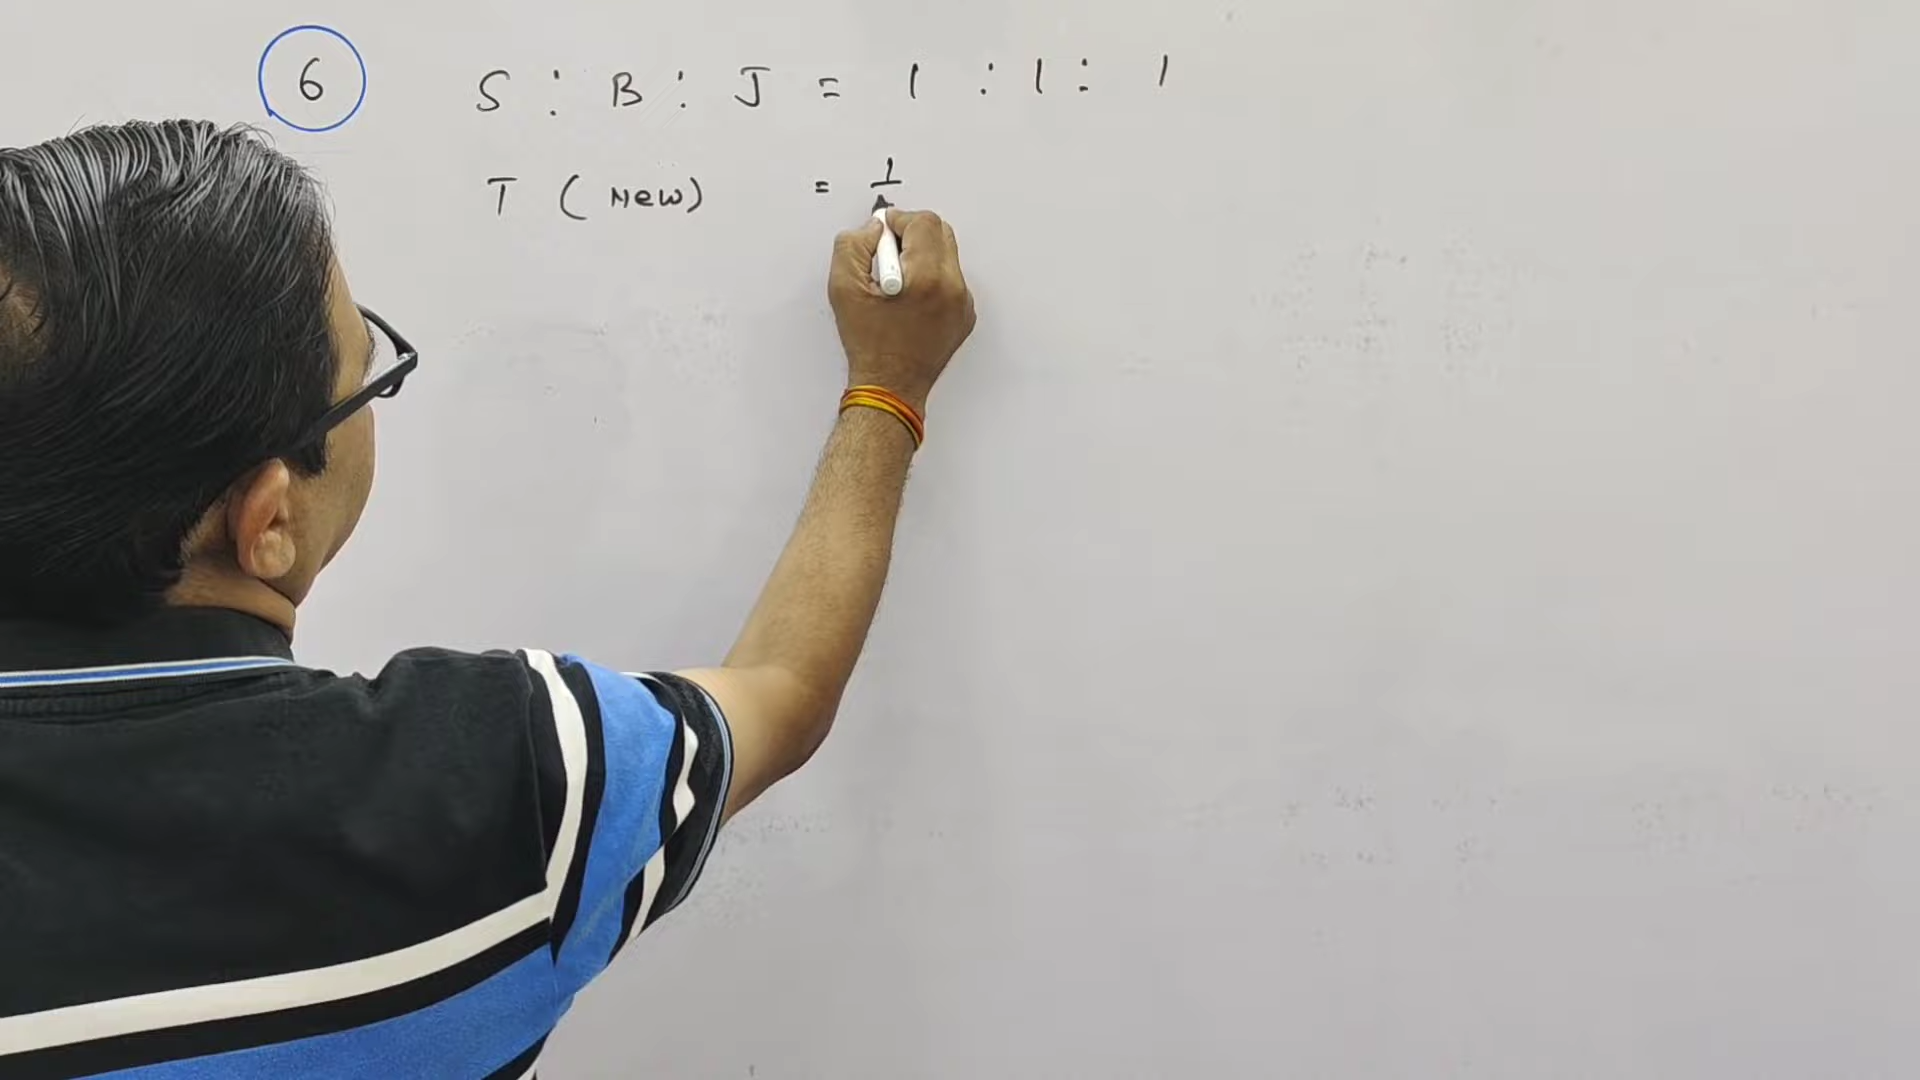 6 S : B : J = 1 : 1 : 1
T ( New) = 1